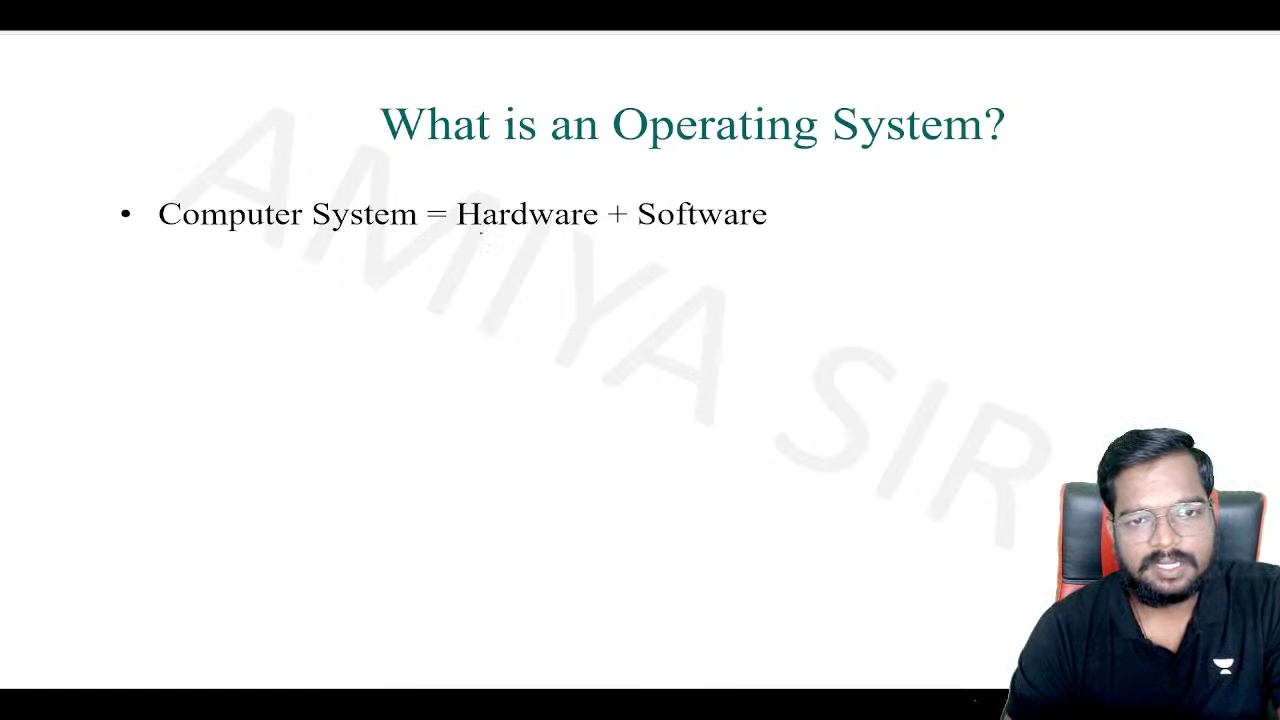 What is an Operating System?
• Computer System = Hardware + Software
AMIYA SIR